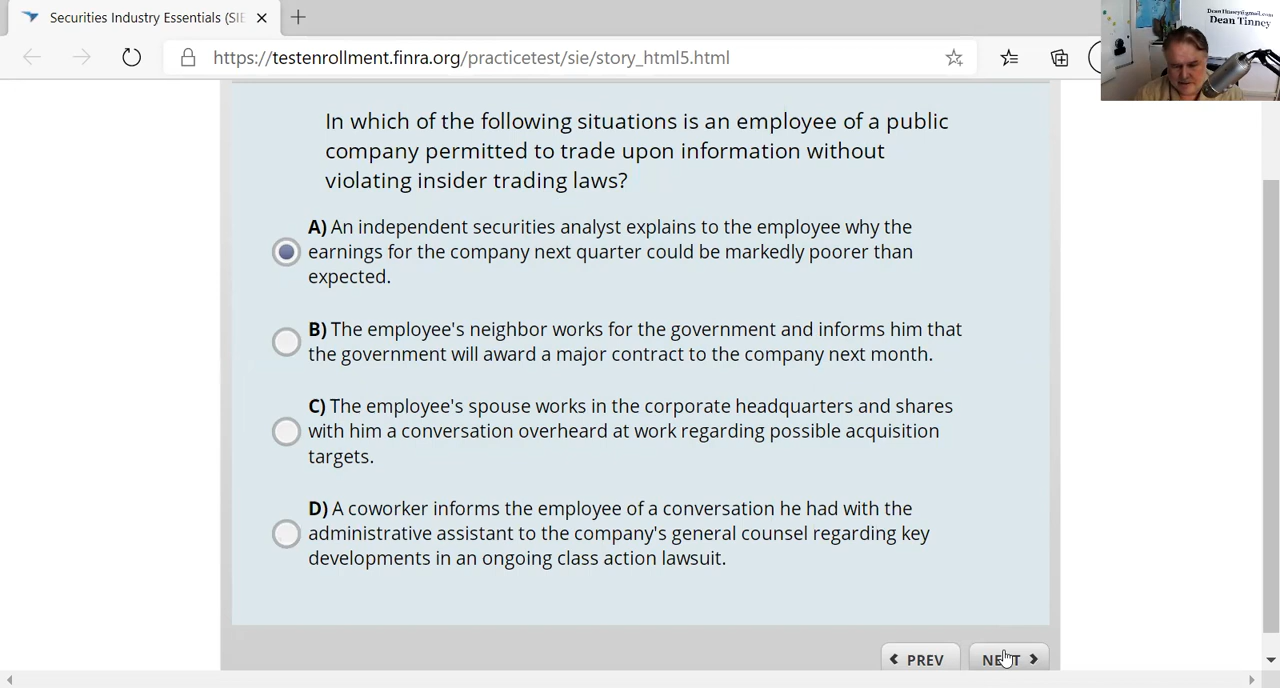 Securities Industry Essentials (SIE
https://testenrollment.finra.org/practicetest/sie/story_html5.html
DeanTinney@gmail.com
Dean Tinney
In which of the following situations is an employee of a public
company permitted to trade upon information without
violating insider trading laws?
A) An independent securities analyst explains to the employee why the
earnings for the company next quarter could be markedly poorer than
expected.
B) The employee's neighbor works for the government and informs him that
the government will award a major contract to the company next month.
C) The employee's spouse works in the corporate headquarters and shares
with him a conversation overheard at work regarding possible acquisition
targets.
D) A coworker informs the employee of a conversation he had with the
administrative assistant to the company's general counsel regarding key
developments in an ongoing class action lawsuit.
PREV NEXT